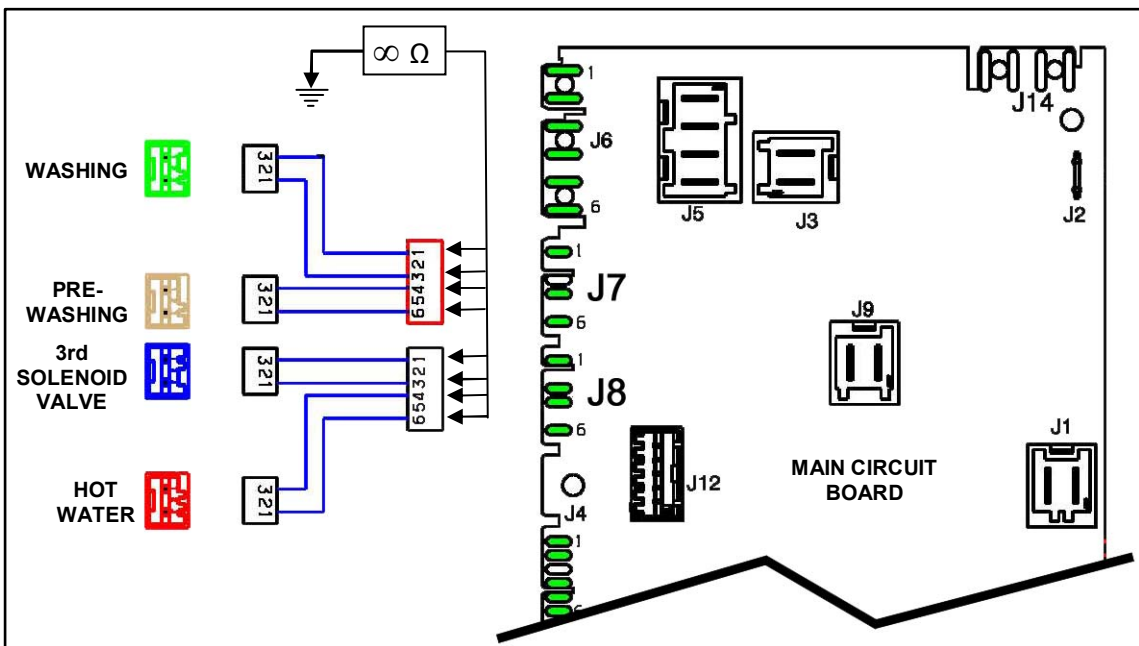 ∞ Ω
WASHING
321
PRE-
WASHING
321
654321
3rd
SOLENOID
VALVE
321
654321
HOT
WATER
321
1
J6
6
1
J7
6
1
J8
6
J4
1
6
J5
J3
J14
J2
J9
J12
MAIN CIRCUIT
BOARD
J1